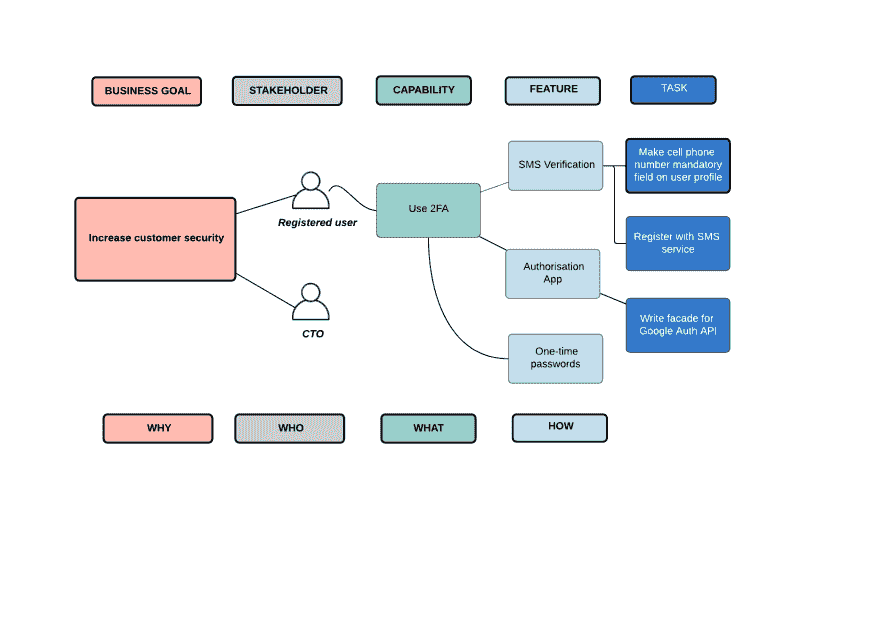 BUSINESS GOAL
STAKEHOLDER
CAPABILITY
FEATURE
TASK
Increase customer security
Registered user
CTO
Use 2FA
SMS Verification
Authorisation
App
One-time
passwords
Make cell phone
number mandatory
field on user profile
Register with SMS
service
Write facade for
Google Auth API
WHY
WHO
WHAT
HOW